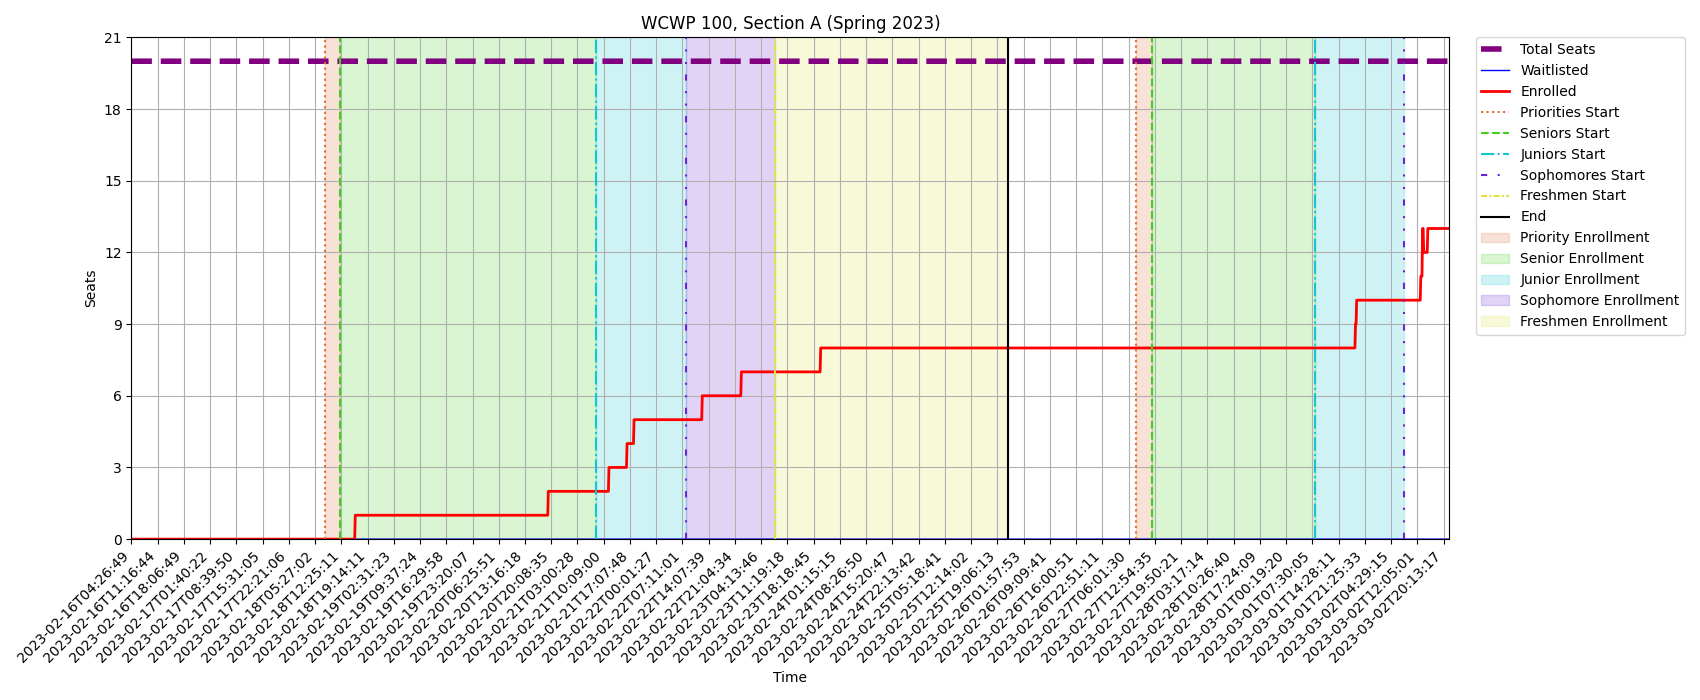 WCWP 100, Section A (Spring 2023)
21
18
15
12
9
6
3
0
Seats
2023-02-16T04:26:49
2023-02-16T11:16:44
2023-02-16T18:06:49
2023-02-17T01:40:22
2023-02-17T08:39:50
2023-02-17T15:31:05
2023-02-17T22:21:06
2023-02-18T05:27:02
2023-02-18T12:25:11
2023-02-18T19:14:11
2023-02-19T02:31:23
2023-02-19T09:37:24
2023-02-19T16:29:58
2023-02-19T23:20:07
2023-02-20T06:25:51
2023-02-20T13:16:18
2023-02-20T20:08:35
2023-02-21T03:00:28
2023-02-21T10:09:00
2023-02-21T17:07:48
2023-02-22T00:01:27
2023-02-22T07:11:01
2023-02-22T14:07:39
2023-02-22T21:04:34
2023-02-23T04:13:46
2023-02-23T11:19:18
2023-02-23T18:18:45
2023-02-24T01:15:15
2023-02-24T08:26:50
2023-02-24T15:20:47
2023-02-24T22:13:42
2023-02-25T05:18:41
2023-02-25T12:14:02
2023-02-25T19:06:13
2023-02-26T01:57:53
2023-02-26T09:09:41
2023-02-26T16:00:51
2023-02-26T22:51:11
2023-02-27T06:01:30
2023-02-27T12:54:35
2023-02-27T19:50:21
2023-02-28T03:17:14
2023-02-28T10:26:40
2023-02-28T17:24:09
2023-03-01T00:19:20
2023-03-01T07:30:05
2023-03-01T14:28:11
2023-03-01T21:25:33
2023-03-02T04:29:15
2023-03-02T12:05:01
2023-03-02T20:13:17
Time
Total Seats
Waitlisted
Enrolled
Priorities Start
Seniors Start
Juniors Start
Sophomores Start
Freshmen Start
End
Priority Enrollment
Senior Enrollment
Junior Enrollment
Sophomore Enrollment
Freshmen Enrollment